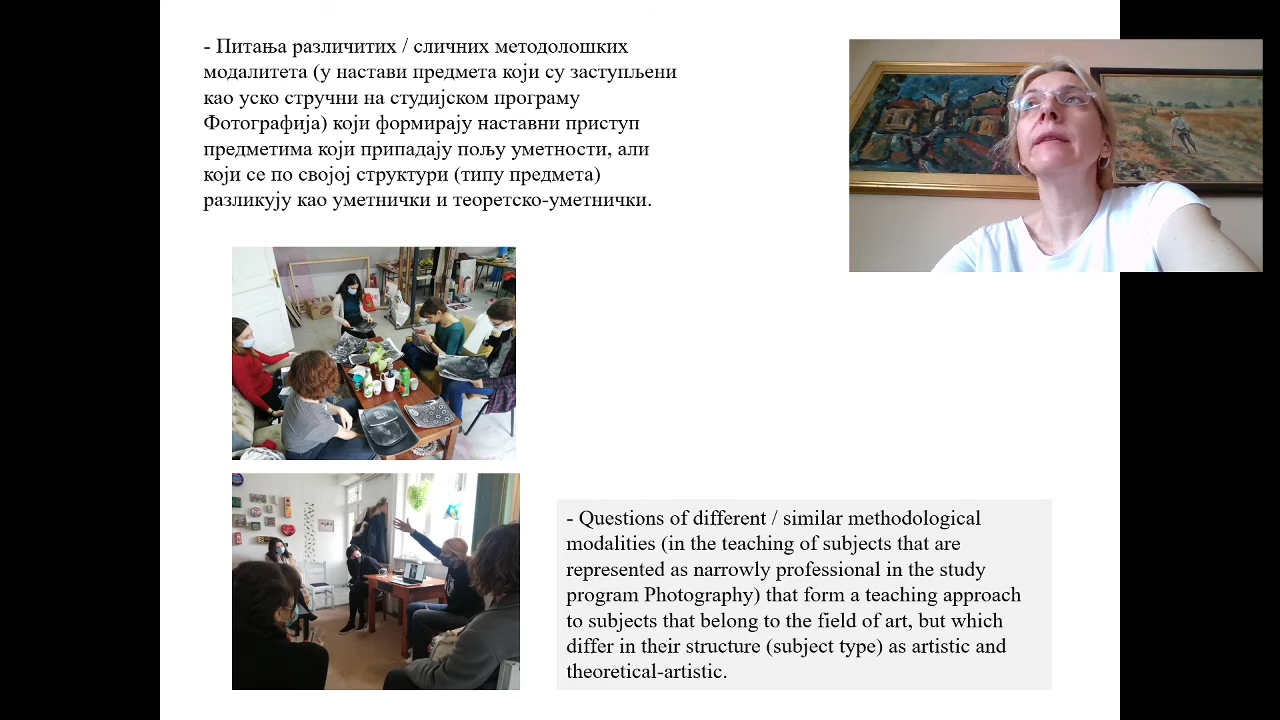 - Питања различитих / сличних методолошких
модалитета (у настави предмета који су заступљени
као уско стручни на студијском програму
Фотографија) који формирају наставни приступ
предметима који припадају пољу уметности, али
који се по својој структури (типу предмета)
разликују као уметнички и теоретско-уметнички.
- Questions of different / similar methodological
modalities (in the teaching of subjects that are
represented as narrowly professional in the study
program Photography) that form a teaching approach
to subjects that belong to the field of art, but which
differ in their structure (subject type) as artistic and
theoretical-artistic.